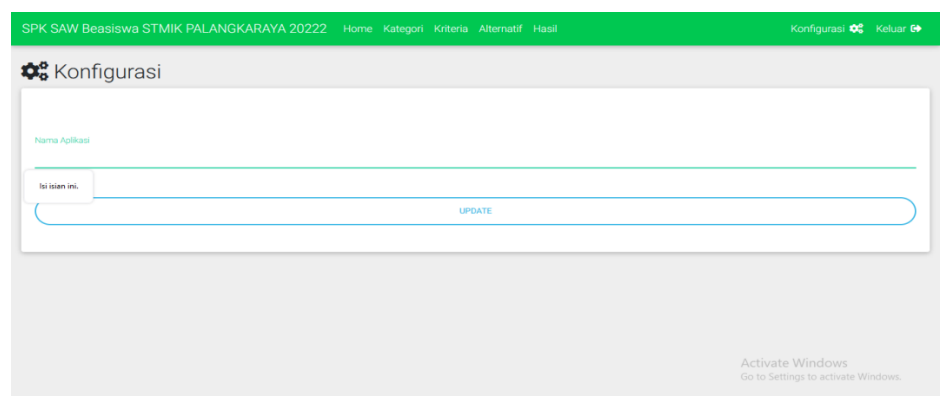 SPK SAW Beasiswa STMIK PALANGKARAYA 20222 Home Kategori Kriteria Alternatif Hasil Konfigurasi Keluar
Konfigurasi
Nama Aplikasi
Isi isian ini.
UPDATE
Activate Windows
Go to Settings to activate Windows.